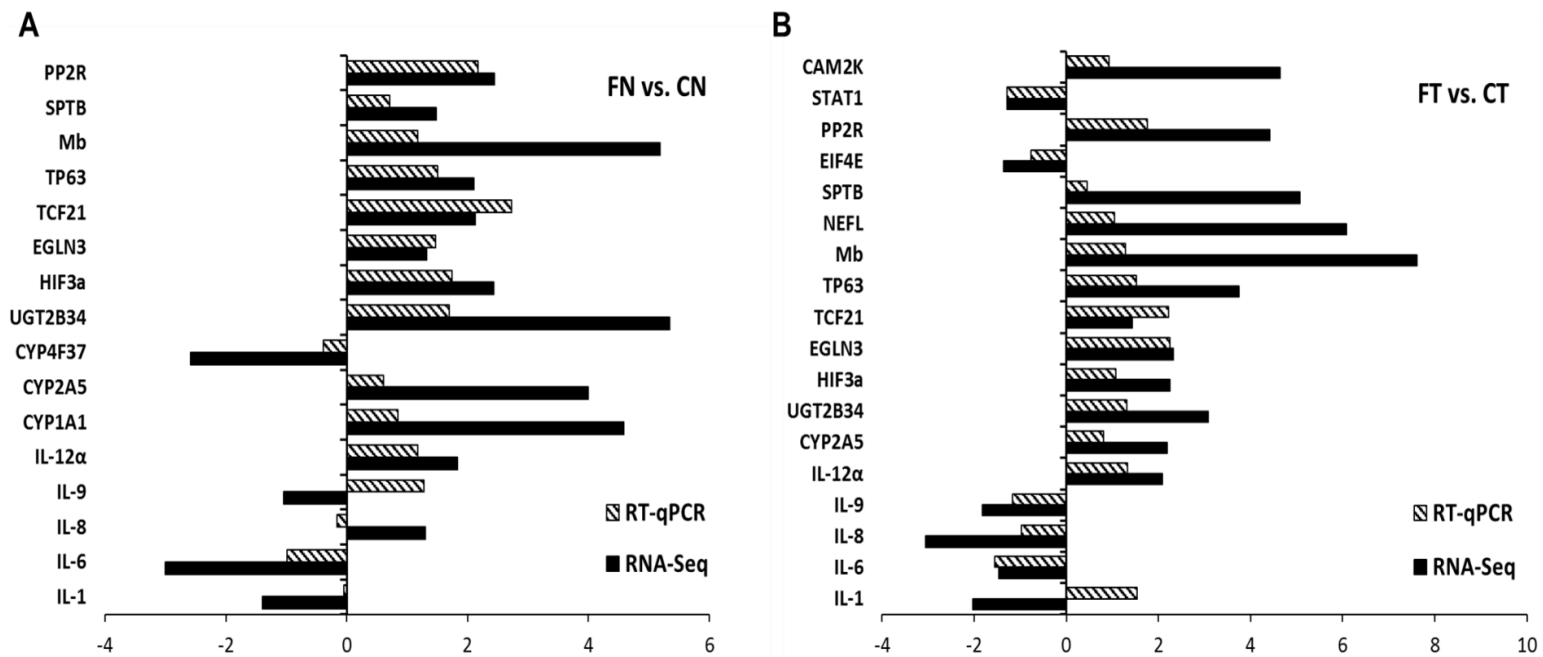 A
FN vs. CN
PP2R
SPTB
Mb
TP63
TCF21
EGLN3
HIF3a
UGT2B34
CYP4F37
CYP2A5
CYP1A1
IL-12α
IL-9
IL-8
IL-6
IL-1
RT-qPCR
RNA-Seq
-4 -2 0 2 4 6
B
FT vs. CT
CAM2K
STAT1
PP2R
EIF4E
SPTB
NEFL
Mb
TP63
TCF21
EGLN3
HIF3a
UGT2B34
CYP2A5
IL-12α
IL-9
IL-8
IL-6
IL-1
RT-qPCR
RNA-Seq
-4 -2 0 2 4 6 8 10